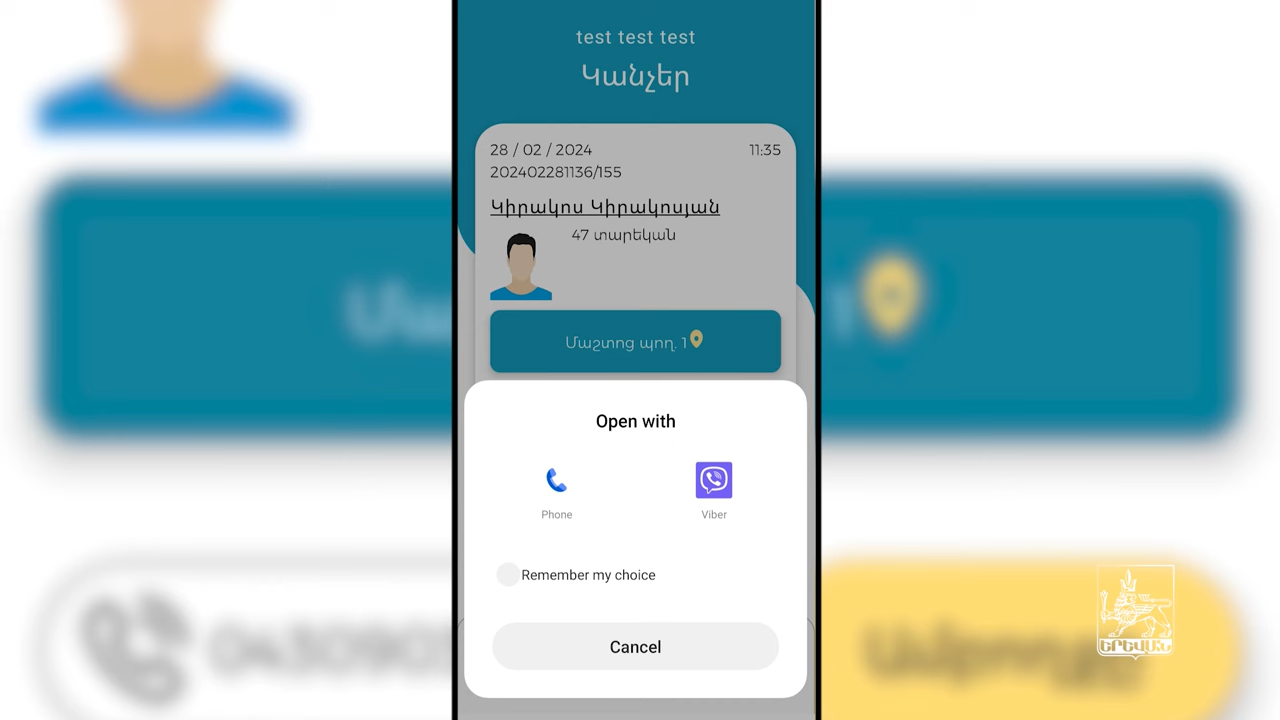 test test test
Կանչեր
28 / 02 / 2024
11:35
202402281136/155
Կիրակոս Կիրակոսյան
47 տարեկան
Մաշտոց պող. 1
Open with
Phone
Viber
Remember my choice
Cancel
ԵՐԵՎԱՆ